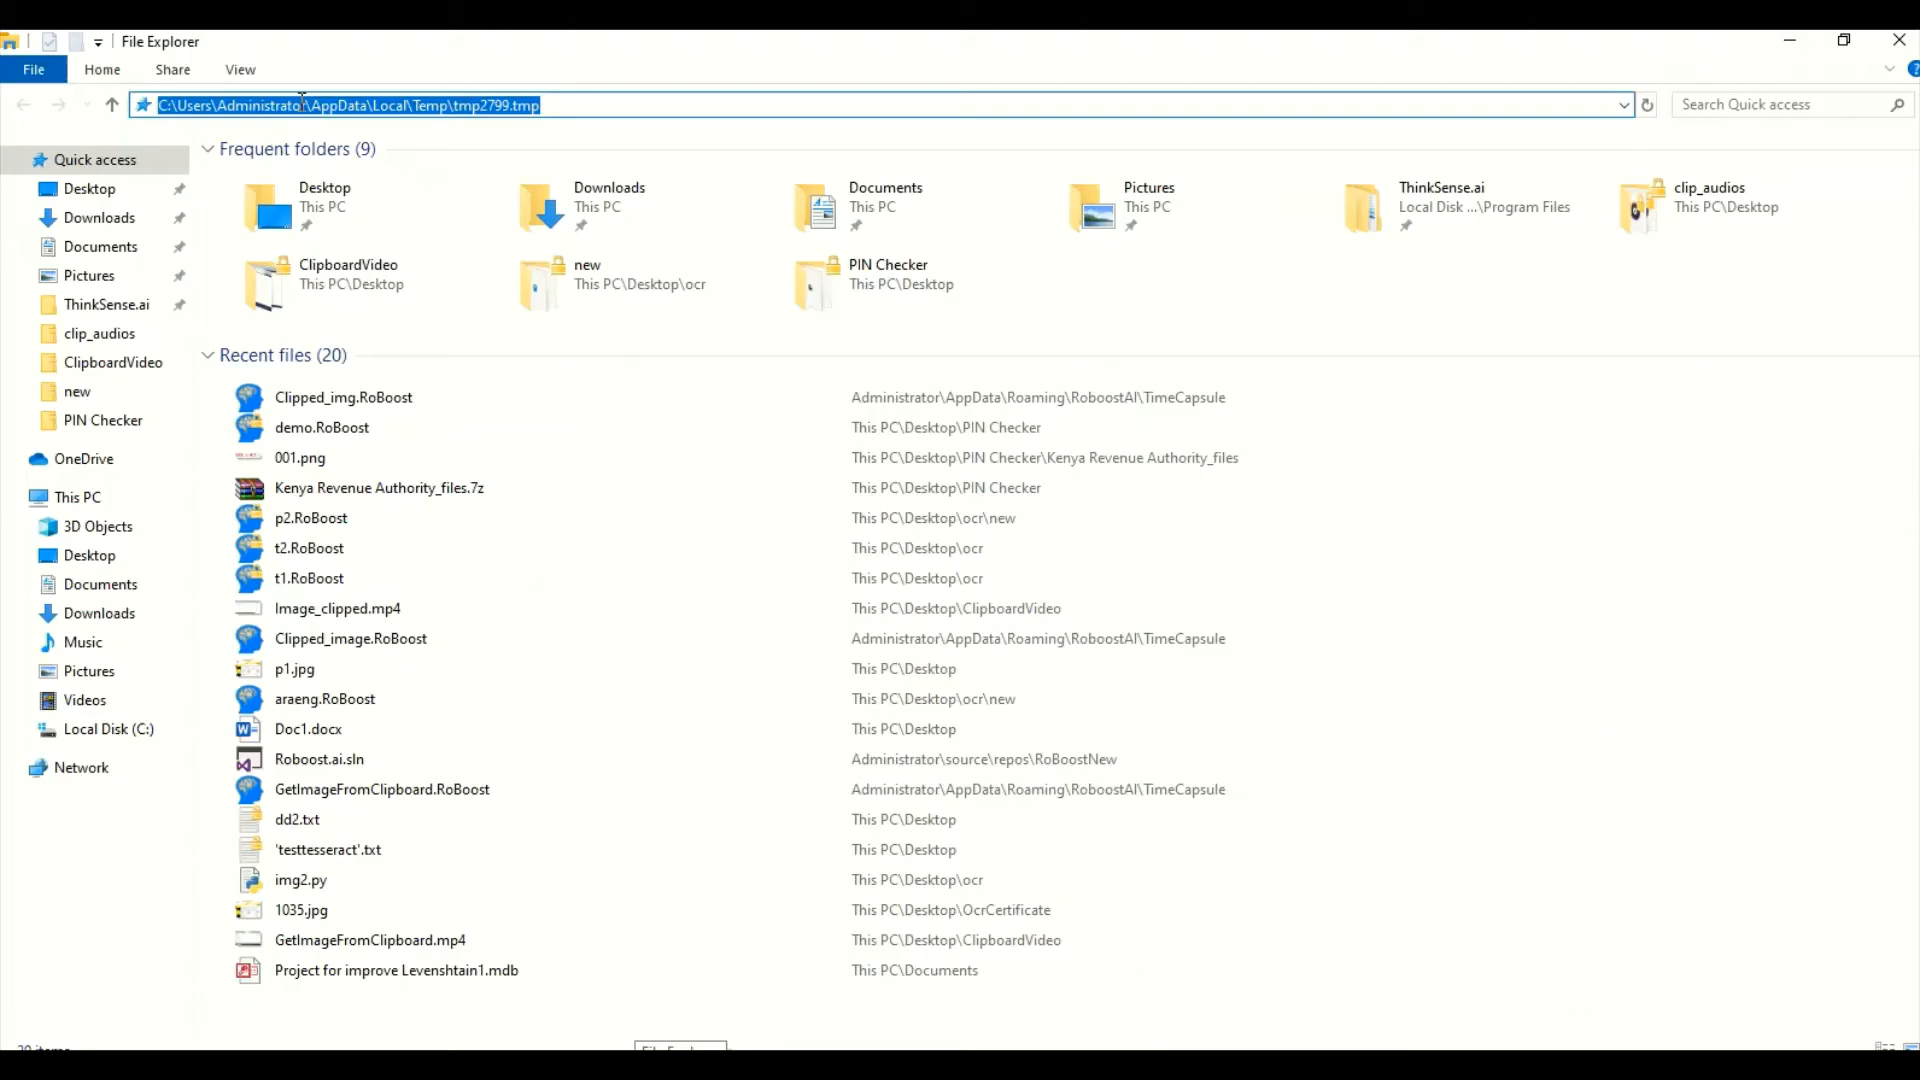 File Explorer
File Home Share View
C:\Users\Administrator\AppData\Local\Temp\tmp2799.tmp
Search Quick access
Quick access
Desktop
Downloads
Documents
Pictures
ThinkSense.ai
clip_audios
ClipboardVideo
new
PIN Checker
OneDrive
This PC
3D Objects
Desktop
Documents
Downloads
Music
Pictures
Videos
Local Disk (C:)
Network
Frequent folders (9)
Desktop
This PC
Downloads
This PC
Documents
This PC
Pictures
This PC
ThinkSense.ai
Local Disk ...\Program Files
clip_audios
This PC\Desktop
ClipboardVideo
This PC\Desktop
new
This PC\Desktop\ocr
PIN Checker
This PC\Desktop
Recent files (20)
Clipped_img.RoBoost Administrator\AppData\Roaming\RoboostAI\TimeCapsule
demo.RoBoost This PC\Desktop\PIN Checker
001.png This PC\Desktop\PIN Checker\Kenya Revenue Authority_files
Kenya Revenue Authority_files.7z This PC\Desktop\PIN Checker
p2.RoBoost This PC\Desktop\ocr\new
t2.RoBoost This PC\Desktop\ocr
t1.RoBoost This PC\Desktop\ocr
Image_clipped.mp4 This PC\Desktop\ClipboardVideo
Clipped_image.RoBoost Administrator\AppData\Roaming\RoboostAI\TimeCapsule
p1.jpg This PC\Desktop
araeng.RoBoost This PC\Desktop\ocr\new
Doc1.docx This PC\Desktop
Roboost.ai.sln Administrator\source\repos\RoBoostNew
GetImageFromClipboard.RoBoost Administrator\AppData\Roaming\RoboostAI\TimeCapsule
dd2.txt This PC\Desktop
'testtesseract'.txt This PC\Desktop
img2.py This PC\Desktop\ocr
1035.jpg This PC\Desktop\OcrCertificate
GetImageFromClipboard.mp4 This PC\Desktop\ClipboardVideo
Project for improve Levenshtain1.mdb This PC\Documents